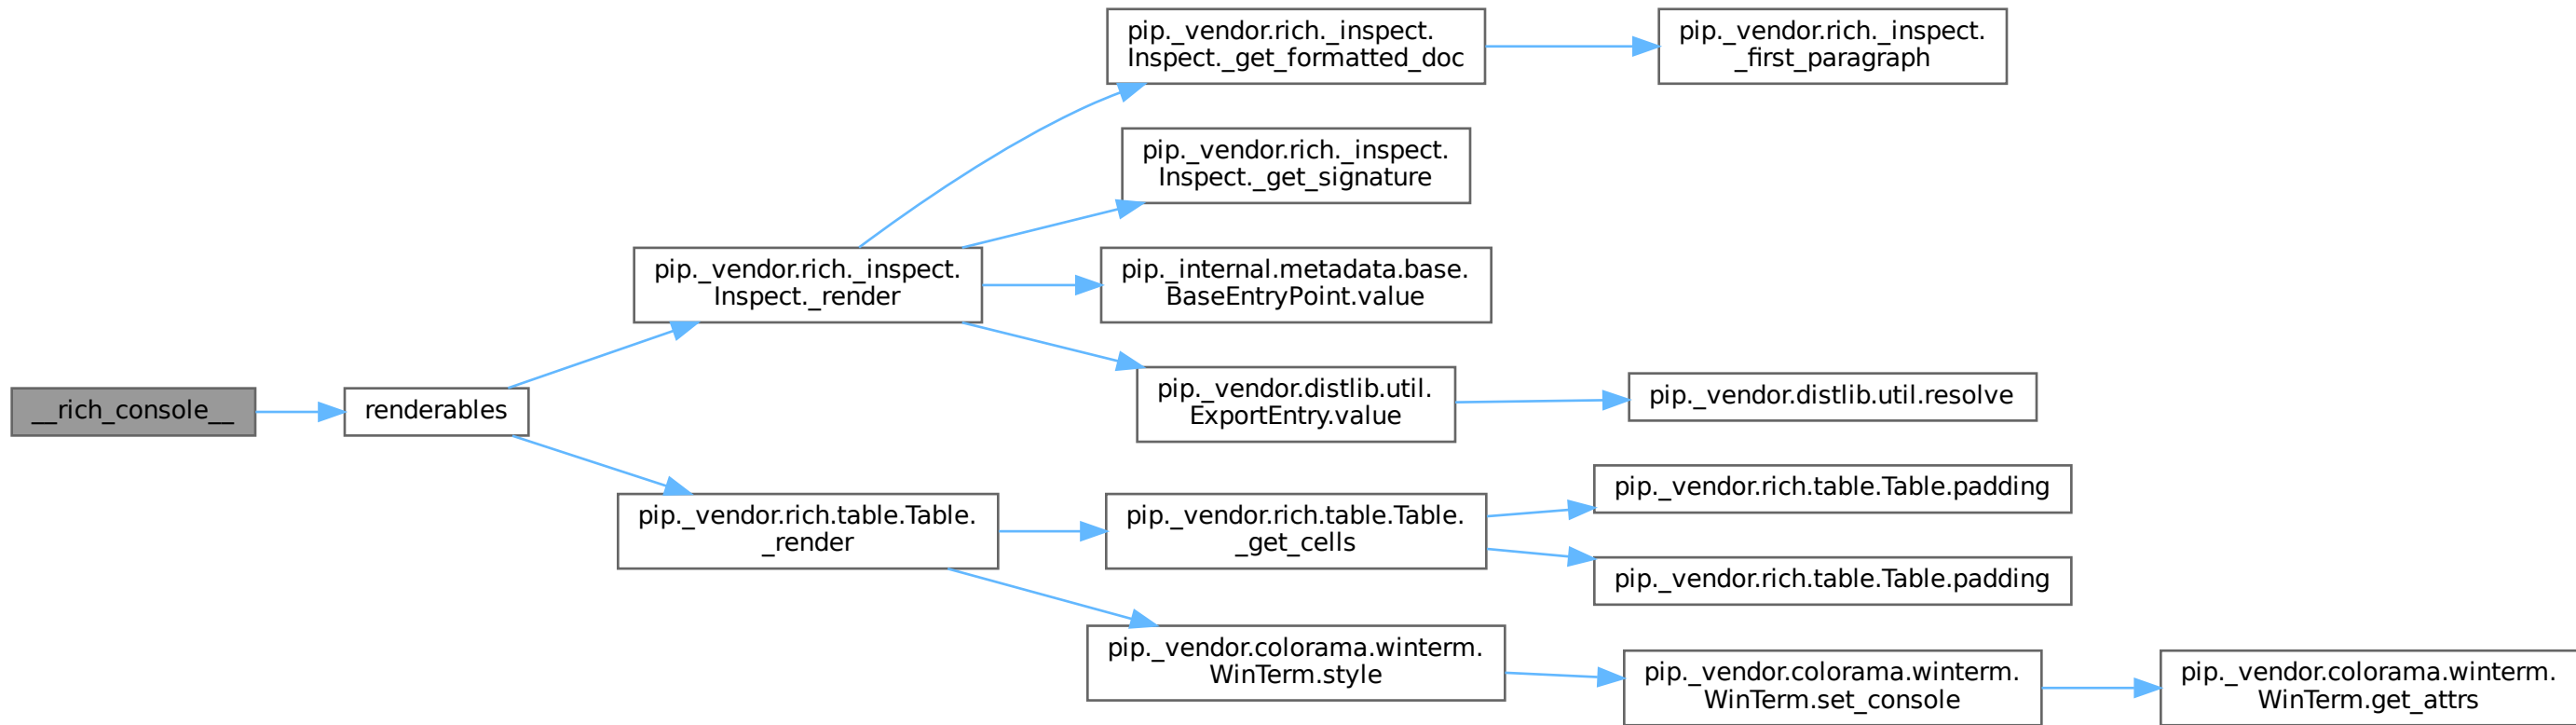 __rich_console__
renderables
pip._vendor.rich._inspect.
Inspect._render
pip._vendor.rich._inspect.
Inspect._get_formatted_doc
pip._vendor.rich._inspect.
_first_paragraph
pip._vendor.rich._inspect.
Inspect._get_signature
pip._internal.metadata.base.
BaseEntryPoint.value
pip._vendor.distlib.util.
ExportEntry.value
pip._vendor.distlib.util.resolve
pip._vendor.rich.table.Table.
_render
pip._vendor.rich.table.Table.
_get_cells
pip._vendor.rich.table.Table.padding
pip._vendor.rich.table.Table.padding
pip._vendor.colorama.winterm.
WinTerm.style
pip._vendor.colorama.winterm.
WinTerm.set_console
pip._vendor.colorama.winterm.
WinTerm.get_attrs